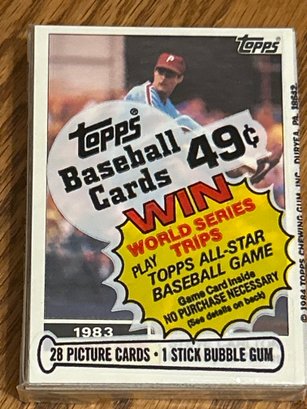 Topps
Topps
Baseball
Cards
49¢
WIN
WORLD SERIES
TRIPS
PLAY
TOPPS ALL-STAR
BASEBALL GAME
Game Card Inside
NO PURCHASE NECESSARY
(See details on back)
1983
28 PICTURE CARDS • 1 STICK BUBBLE GUM
© 1984 TOPPS CHEWING GUM, INC., DURYEA, PA. 18642